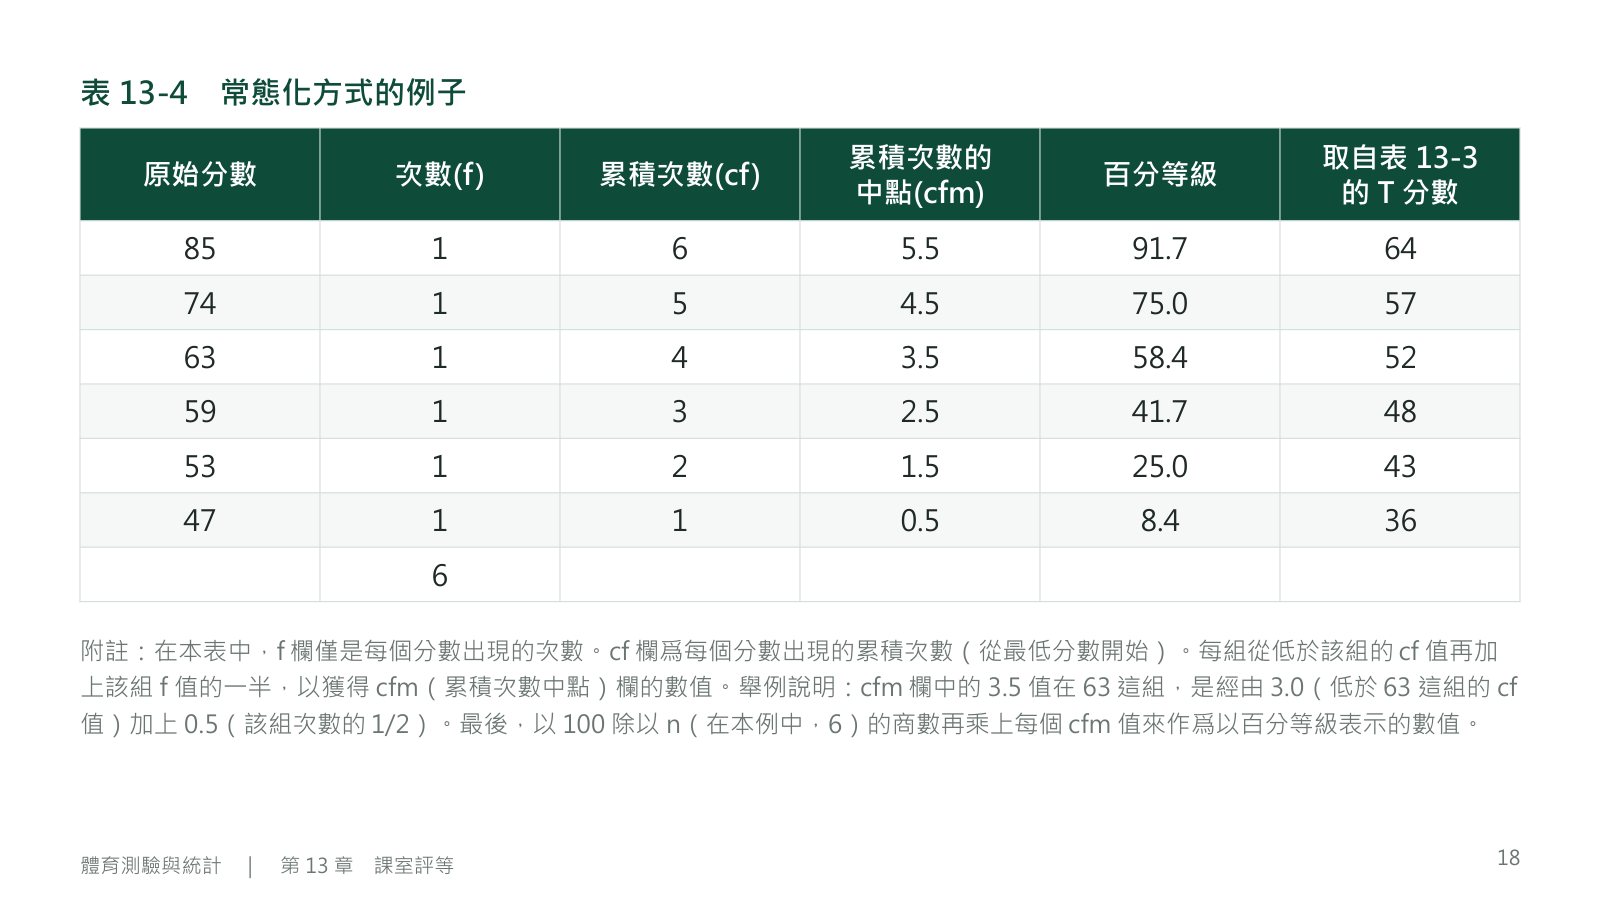 表 13-4　常態化方式的例子
原始分數 次數(f) 累積次數(cf) 累積次數的中點(cfm) 百分等級 取自表 13-3 的 T 分數
85 1 6 5.5 91.7 64
74 1 5 4.5 75.0 57
63 1 4 3.5 58.4 52
59 1 3 2.5 41.7 48
53 1 2 1.5 25.0 43
47 1 1 0.5 8.4 36
6
附註：在本表中，f 欄僅是每個分數出現的次數。cf 欄爲每個分數出現的累積次數（從最低分數開始）。每組從低於該組的 cf 值再加
上該組 f 值的一半，以獲得 cfm（累積次數中點）欄的數值。舉例說明：cfm 欄中的 3.5 值在 63 這組，是經由 3.0（低於 63 這組的 cf
值）加上 0.5（該組次數的 1/2）。最後，以 100 除以 n（在本例中，6）的商數再乘上每個 cfm 值來作爲以百分等級表示的數值。
體育測驗與統計　|　第 13 章　課室評等
18